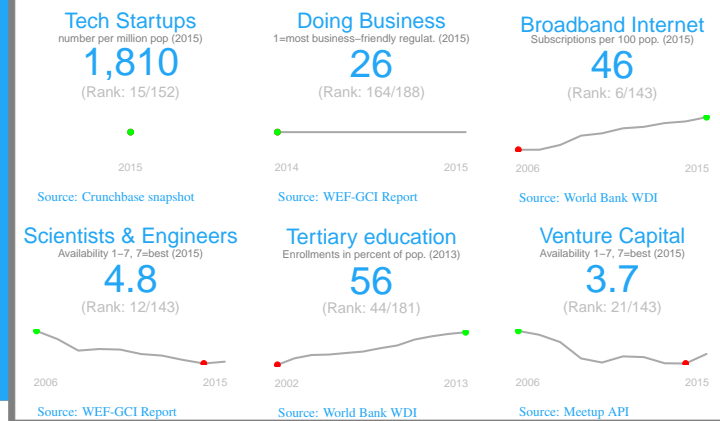 Tech Startups
number per million pop (2015)
1,810
(Rank: 15/152)
2015
Source: Crunchbase snapshot
Doing Business
1=most business−friendly regulat. (2015)
26
(Rank: 164/188)
2014
2015
Source: WEF-GCI Report
Broadband Internet
Subscriptions per 100 pop. (2015)
46
(Rank: 6/143)
2006
2015
Source: World Bank WDI
Scientists & Engineers
Availability 1−7, 7=best (2015)
4.8
(Rank: 12/143)
2006
2015
Source: WEF-GCI Report
Tertiary education
Enrollments in percent of pop. (2013)
56
(Rank: 44/181)
2002
2013
Source: World Bank WDI
Venture Capital
Availability 1−7, 7=best (2015)
3.7
(Rank: 21/143)
2006
2015
Source: Meetup API